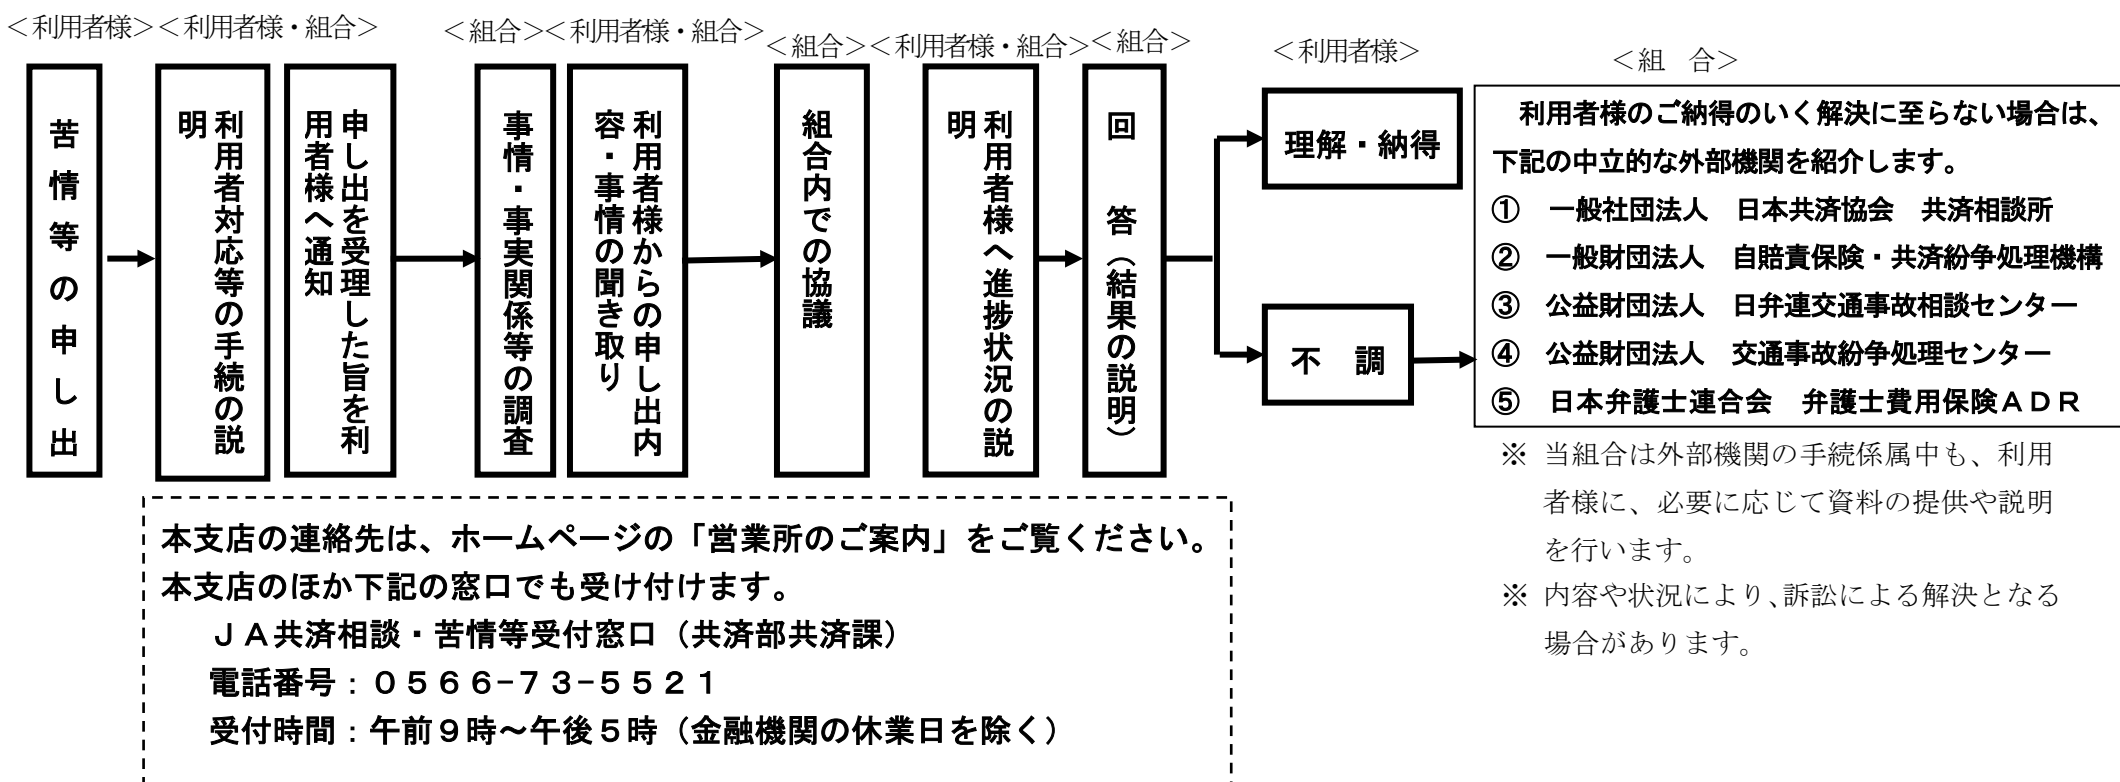 ＜利用者様＞
＜利用者様・組合＞
＜組合＞
＜利用者様・組合＞
＜組合＞
＜利用者様・組合＞
＜組合＞
＜利用者様＞
＜組　合＞
苦情等の申し出
利用者対応等の手続の説
明
申し出を受理した旨を利
用者様へ通知
事情・事実関係等の調査
利用者様からの申し出内
容・事情の聞き取り
組合内での協議
利用者様へ進捗状況の説
明
回　答（結果の説明）
理解・納得
不　調
利用者様のご納得のいく解決に至らない場合は、
下記の中立的な外部機関を紹介します。
①　一般社団法人　日本共済協会　共済相談所
②　一般財団法人　自賠責保険・共済紛争処理機構
③　公益財団法人　日弁連交通事故相談センター
④　公益財団法人　交通事故紛争処理センター
⑤　日本弁護士連合会　弁護士費用保険ＡＤＲ
※ 当組合は外部機関の手続係属中も、利用
者様に、必要に応じて資料の提供や説明
を行います。
※ 内容や状況により、訴訟による解決となる
場合があります。
本支店の連絡先は、ホームページの「営業所のご案内」をご覧ください。
本支店のほか下記の窓口でも受け付けます。
ＪＡ共済相談・苦情等受付窓口（共済部共済課）
電話番号：０５６６-７３-５５２１
受付時間：午前９時～午後５時（金融機関の休業日を除く）